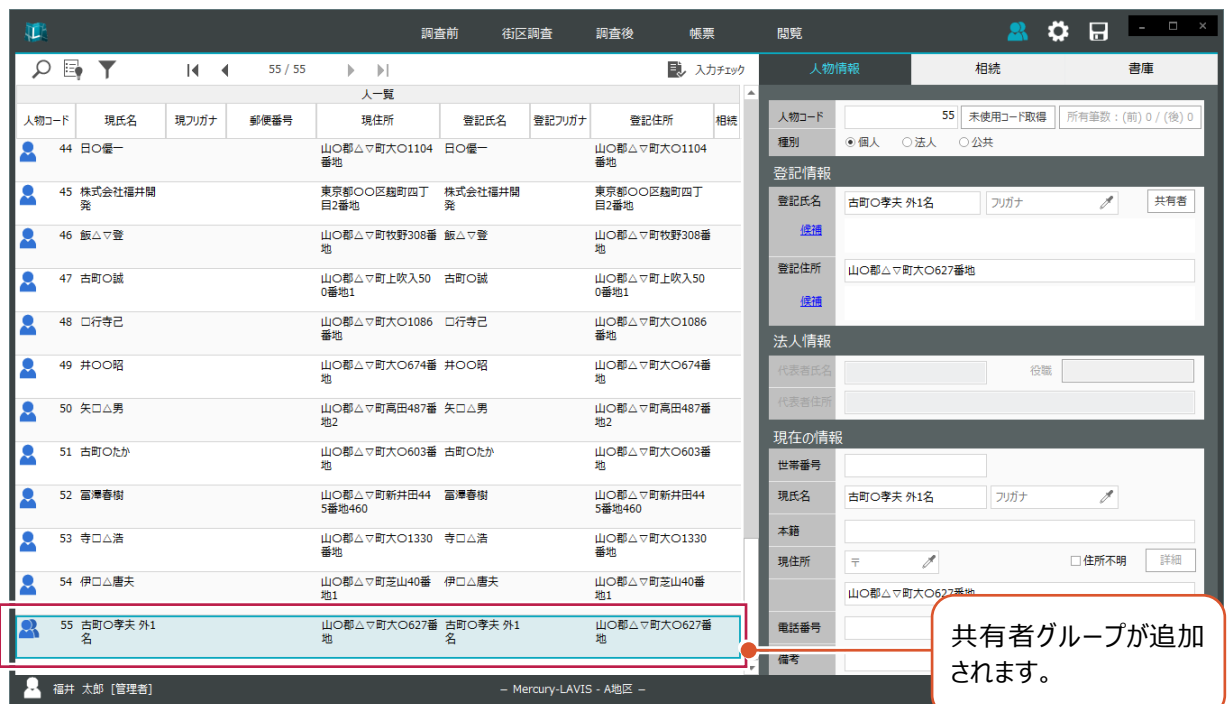 調査前 街区調査 調査後 帳票 閲覧
55 / 55 入力チェック
人一覧
人物コード 現氏名 現フリガナ 郵便番号 現住所 登記氏名 登記フリガナ 登記住所 相続
44 日○優一 山○郡△▽町大○1104 日○優一 山○郡△▽町大○1104
番地 番地
45 株式会社福井開 東京都○○区麹町四丁 株式会社福井開 東京都○○区麹町四丁
発 目2番地 発 目2番地
46 飯△▽登 山○郡△▽町牧野308番 飯△▽登 山○郡△▽町牧野308番
地 地
47 古町○誠 山○郡△▽町上吹入50 古町○誠 山○郡△▽町上吹入50
0番地1 0番地1
48 □行寺己 山○郡△▽町大○1086 □行寺己 山○郡△▽町大○1086
番地 番地
49 井○○昭 山○郡△▽町大○674番 井○○昭 山○郡△▽町大○674番
地 地
50 矢□△男 山○郡△▽町高田487番 矢□△男 山○郡△▽町高田487番
地2 地2
51 古町○たか 山○郡△▽町大○603番 古町○たか 山○郡△▽町大○603番
地 地
52 冨澤春樹 山○郡△▽町新井田44 冨澤春樹 山○郡△▽町新井田44
5番地460 5番地460
53 寺□△浩 山○郡△▽町大○1330 寺□△浩 山○郡△▽町大○1330
番地 番地
54 伊□△唐夫 山○郡△▽町芝山40番 伊□△唐夫 山○郡△▽町芝山40番
地1 地1
55 古町○孝夫 外1 山○郡△▽町大○627番 古町○孝夫 外1 山○郡△▽町大○627番
名 地 名 地
人物情報 相続 書庫
人物コード 55 未使用コード取得 所有筆数：(前) 0 / (後) 0
種別 個人 法人 公共
登記情報
登記氏名 古町○孝夫 外1名 フリガナ 共有者
候補
登記住所 山○郡△▽町大○627番地
候補
法人情報
代表者氏名 役職
代表者住所
現在の情報
世帯番号
現氏名 古町○孝夫 外1名 フリガナ
本籍
現住所 〒 住所不明 詳細
山○郡△▽町大○627番地
電話番号
備考
共有者グループが追加
されます。
福井 太郎 [管理者] – Mercury-LAVIS - A地区 –